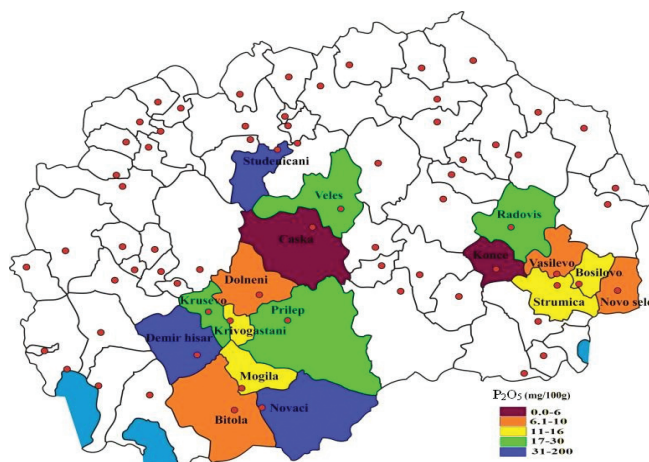 Studenicani
Veles
Radovis
Caska
Konce
Vasilevo
Bosilovo
Dolneni
Novo sele
Strumica
Krusevo
Prilep
Krivogastani
Demir hisar
Mogila
Novaci
Bitola
P₂O₅ (mg/100g)
0.0-6
6.1-10
11-16
17-30
31-200